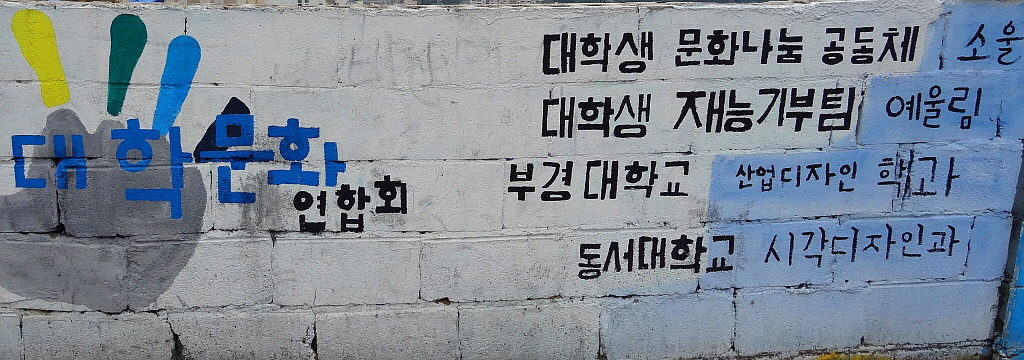 대학문화
연합회
대학생 문화나눔 공동체 소울
대학생 재능기부팀 예울림
부경대학교 산업디자인 학과
동서대학교 시각디자인과